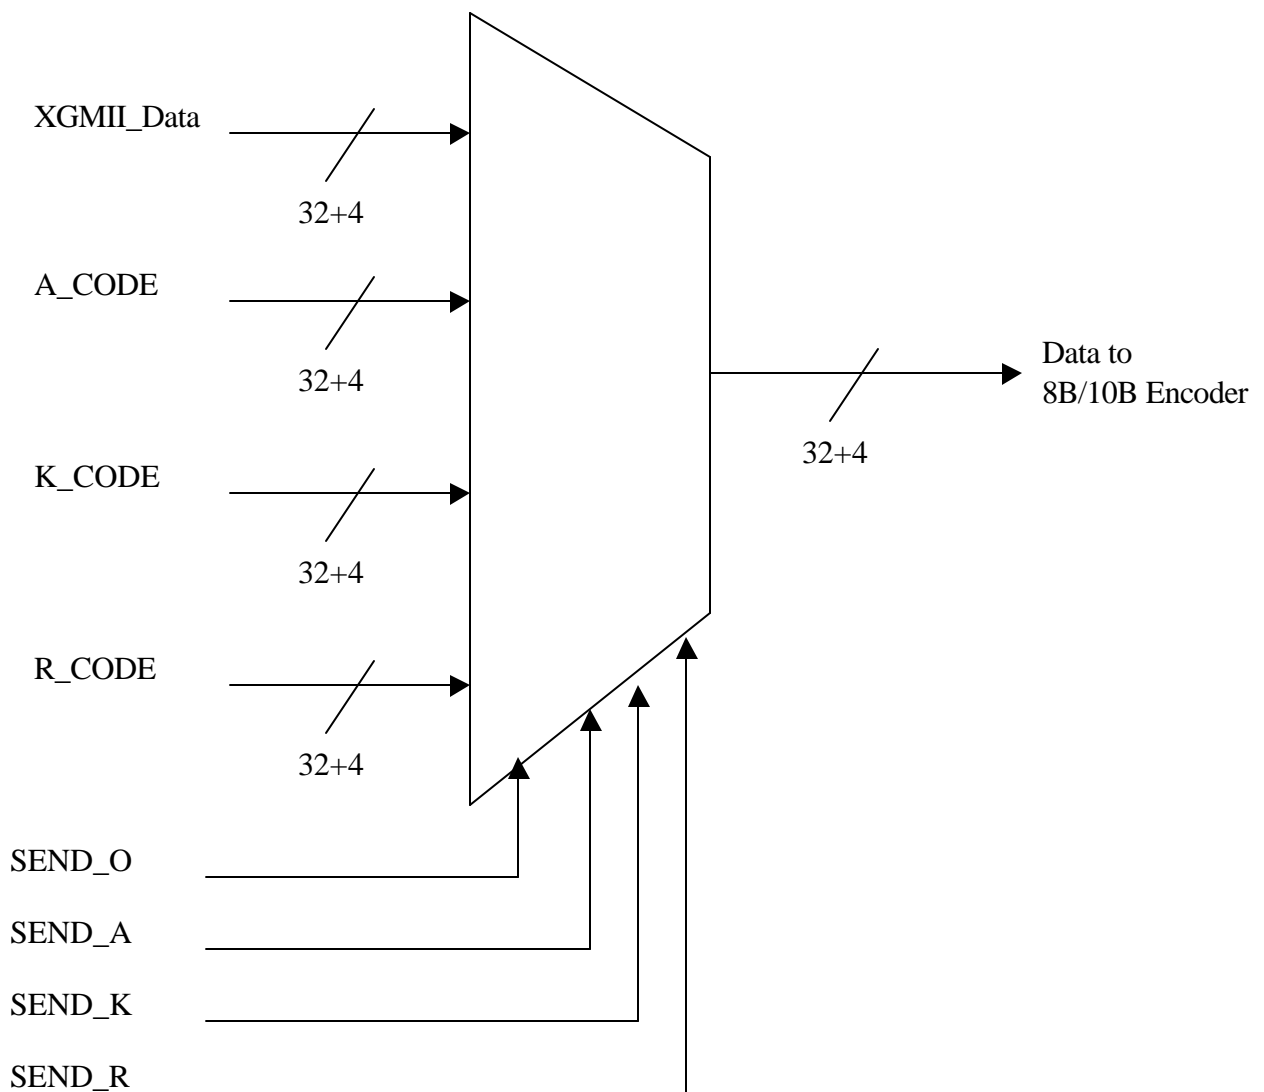 XGMII_Data
32+4
A_CODE
32+4
Data to
8B/10B Encoder
32+4
K_CODE
32+4
R_CODE
32+4
SEND_O
SEND_A
SEND_K
SEND_R